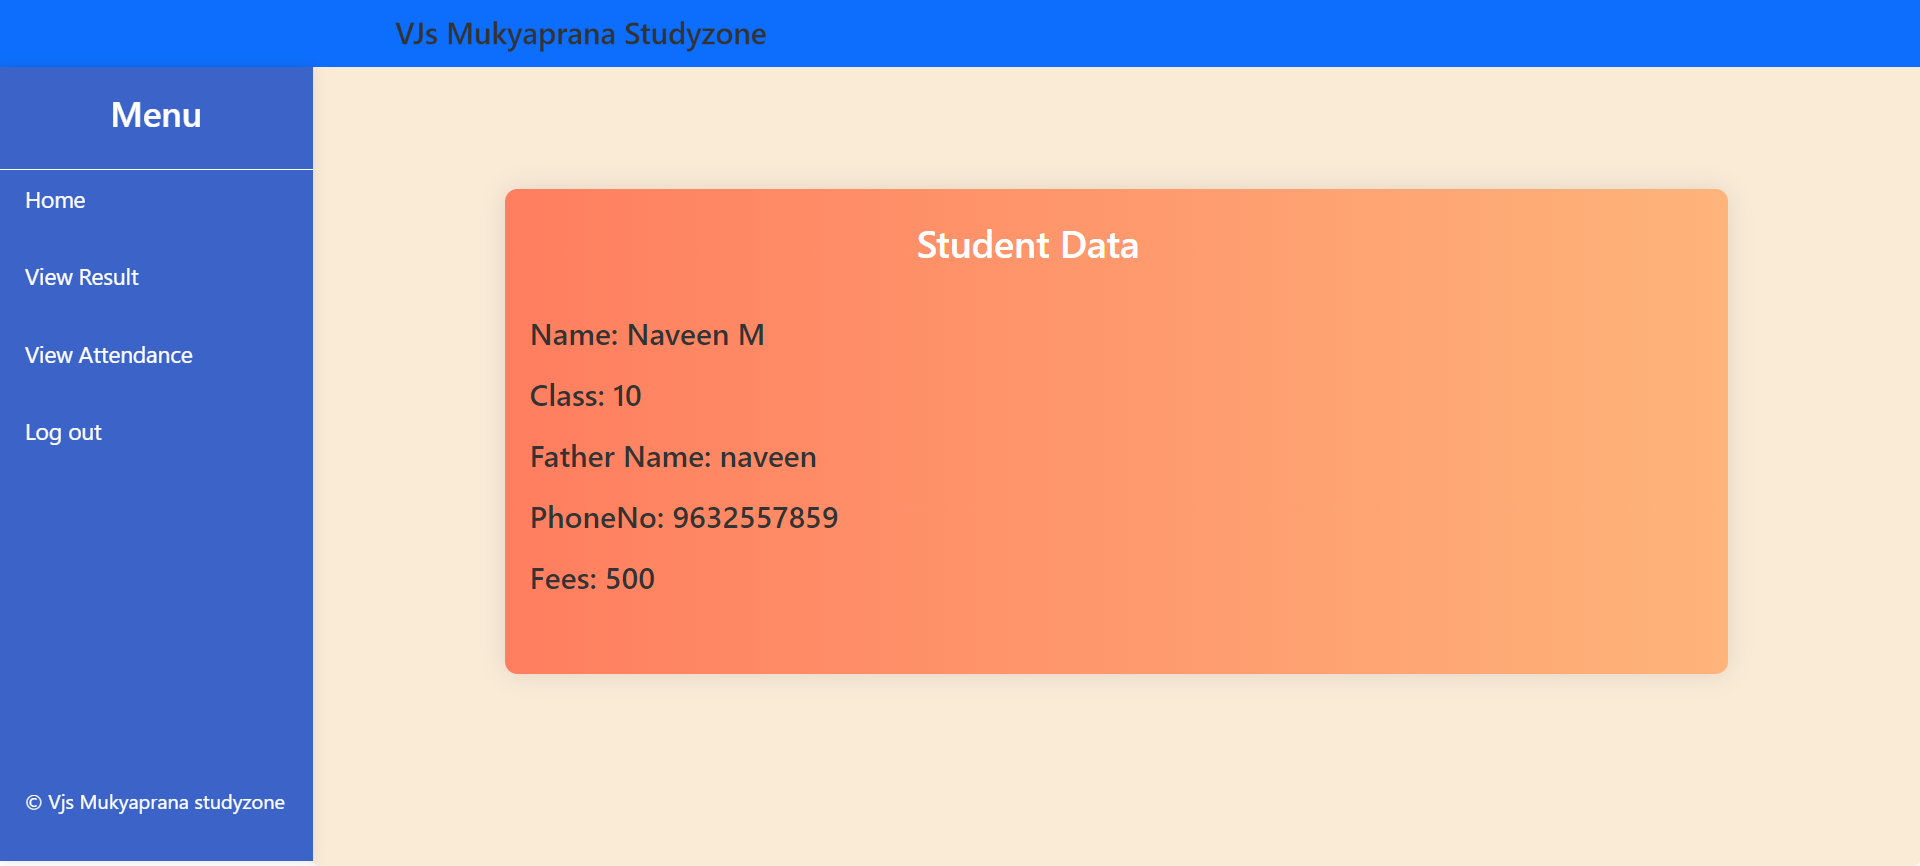 VJs Mukyaprana Studyzone
Menu
Home
View Result
View Attendance
Log out
© Vjs Mukyaprana studyzone
Student Data
Name: Naveen M
Class: 10
Father Name: naveen
PhoneNo: 9632557859
Fees: 500